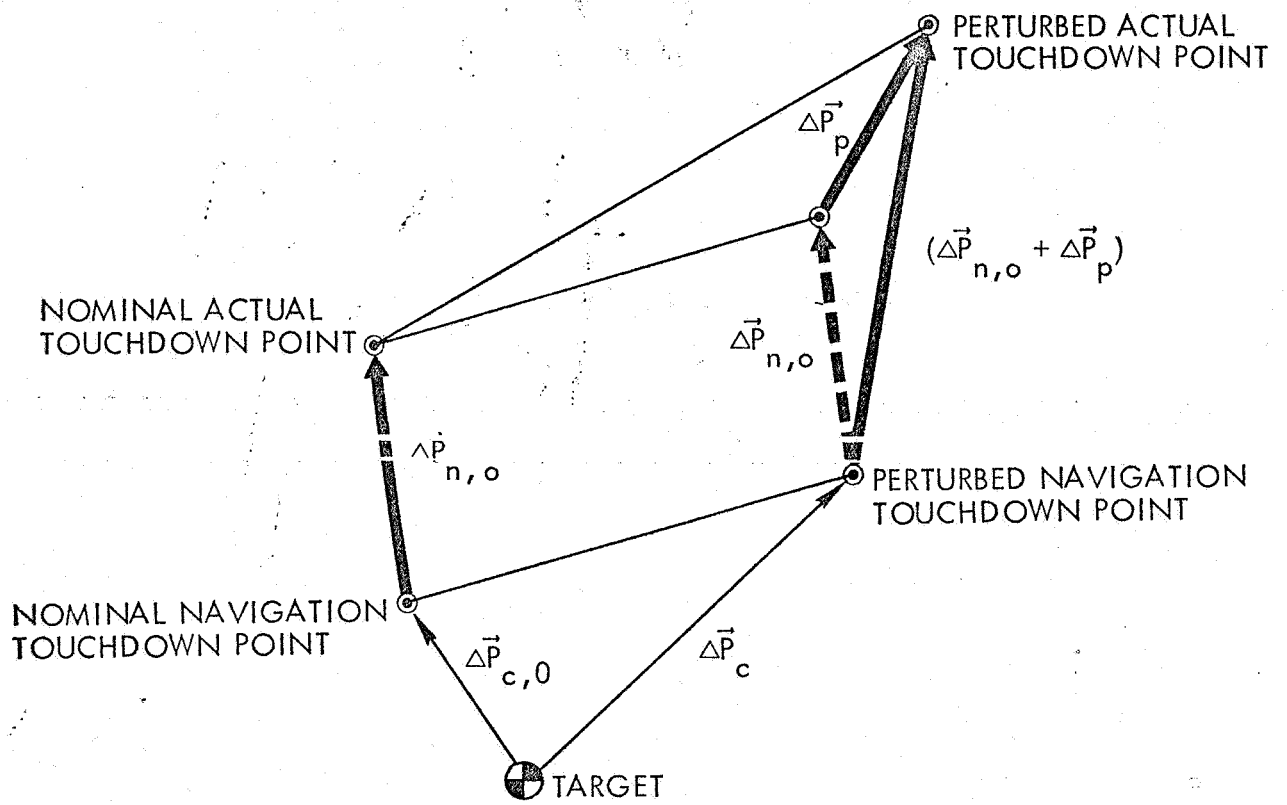 PERTURBED ACTUAL
TOUCHDOWN POINT
ΔP⃗p
(ΔP⃗n,o + ΔP⃗p)
NOMINAL ACTUAL
TOUCHDOWN POINT
ΔP⃗n,o
ΔPn,o
PERTURBED NAVIGATION
TOUCHDOWN POINT
NOMINAL NAVIGATION
TOUCHDOWN POINT
ΔP⃗c,0
ΔP⃗c
TARGET